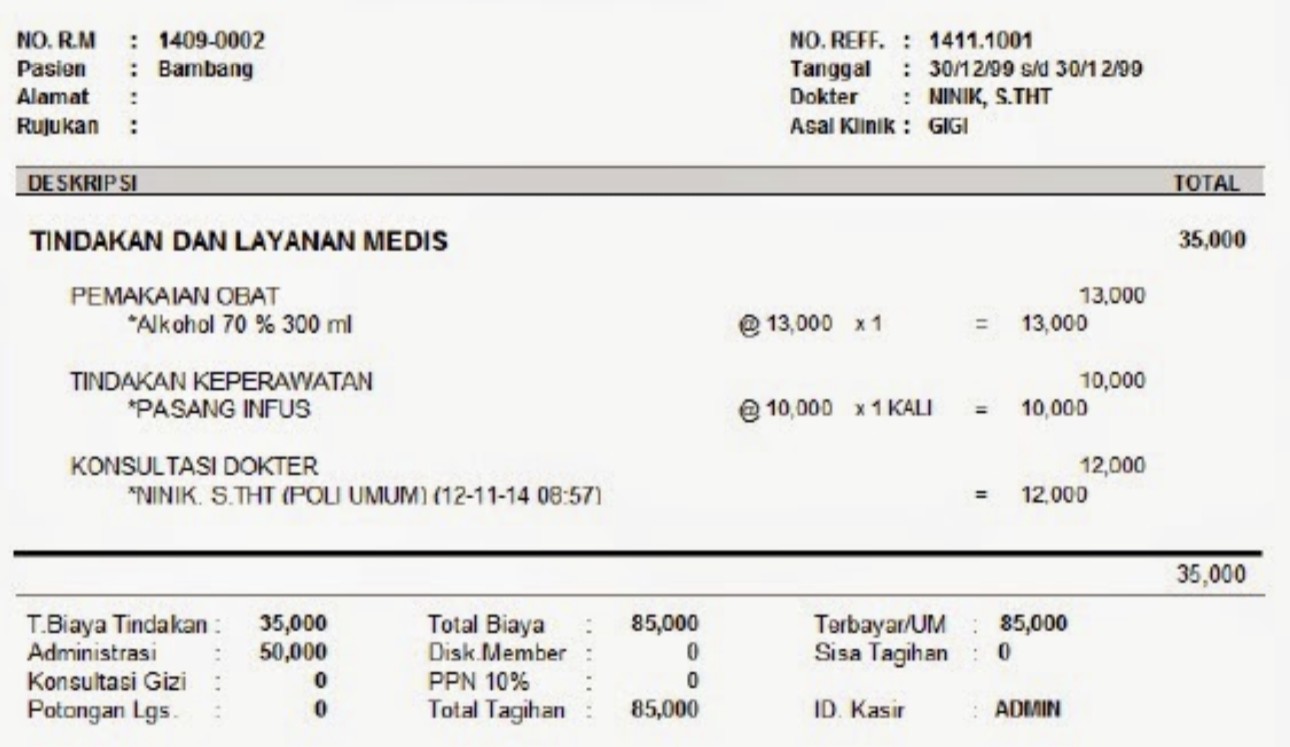 NO. R.M : 1409-0002 NO. REFF. : 1411.1001
Pasien : Bambang Tanggal : 30/12/99 s/d 30/12/99
Alamat : Dokter : NINIK, S.THT
Rujukan : Asal Klinik : GIGI
DESKRIPSI TOTAL
TINDAKAN DAN LAYANAN MEDIS 35,000
PEMAKAIAN OBAT 13,000
*Alkohol 70 % 300 ml @ 13,000 x 1 = 13,000
TINDAKAN KEPERAWATAN 10,000
*PASANG INFUS @ 10,000 x 1 KALI = 10,000
KONSULTASI DOKTER 12,000
*NINIK. S.THT (POLI UMUM) (12-11-14 08:57) = 12,000
35,000
T.Biaya Tindakan : 35,000 Total Biaya : 85,000 Terbayar/UM : 85,000
Administrasi : 50,000 Disk.Member : 0 Sisa Tagihan : 0
Konsultasi Gizi : 0 PPN 10% : 0
Potongan Lgs. : 0 Total Tagihan : 85,000 ID. Kasir : ADMIN